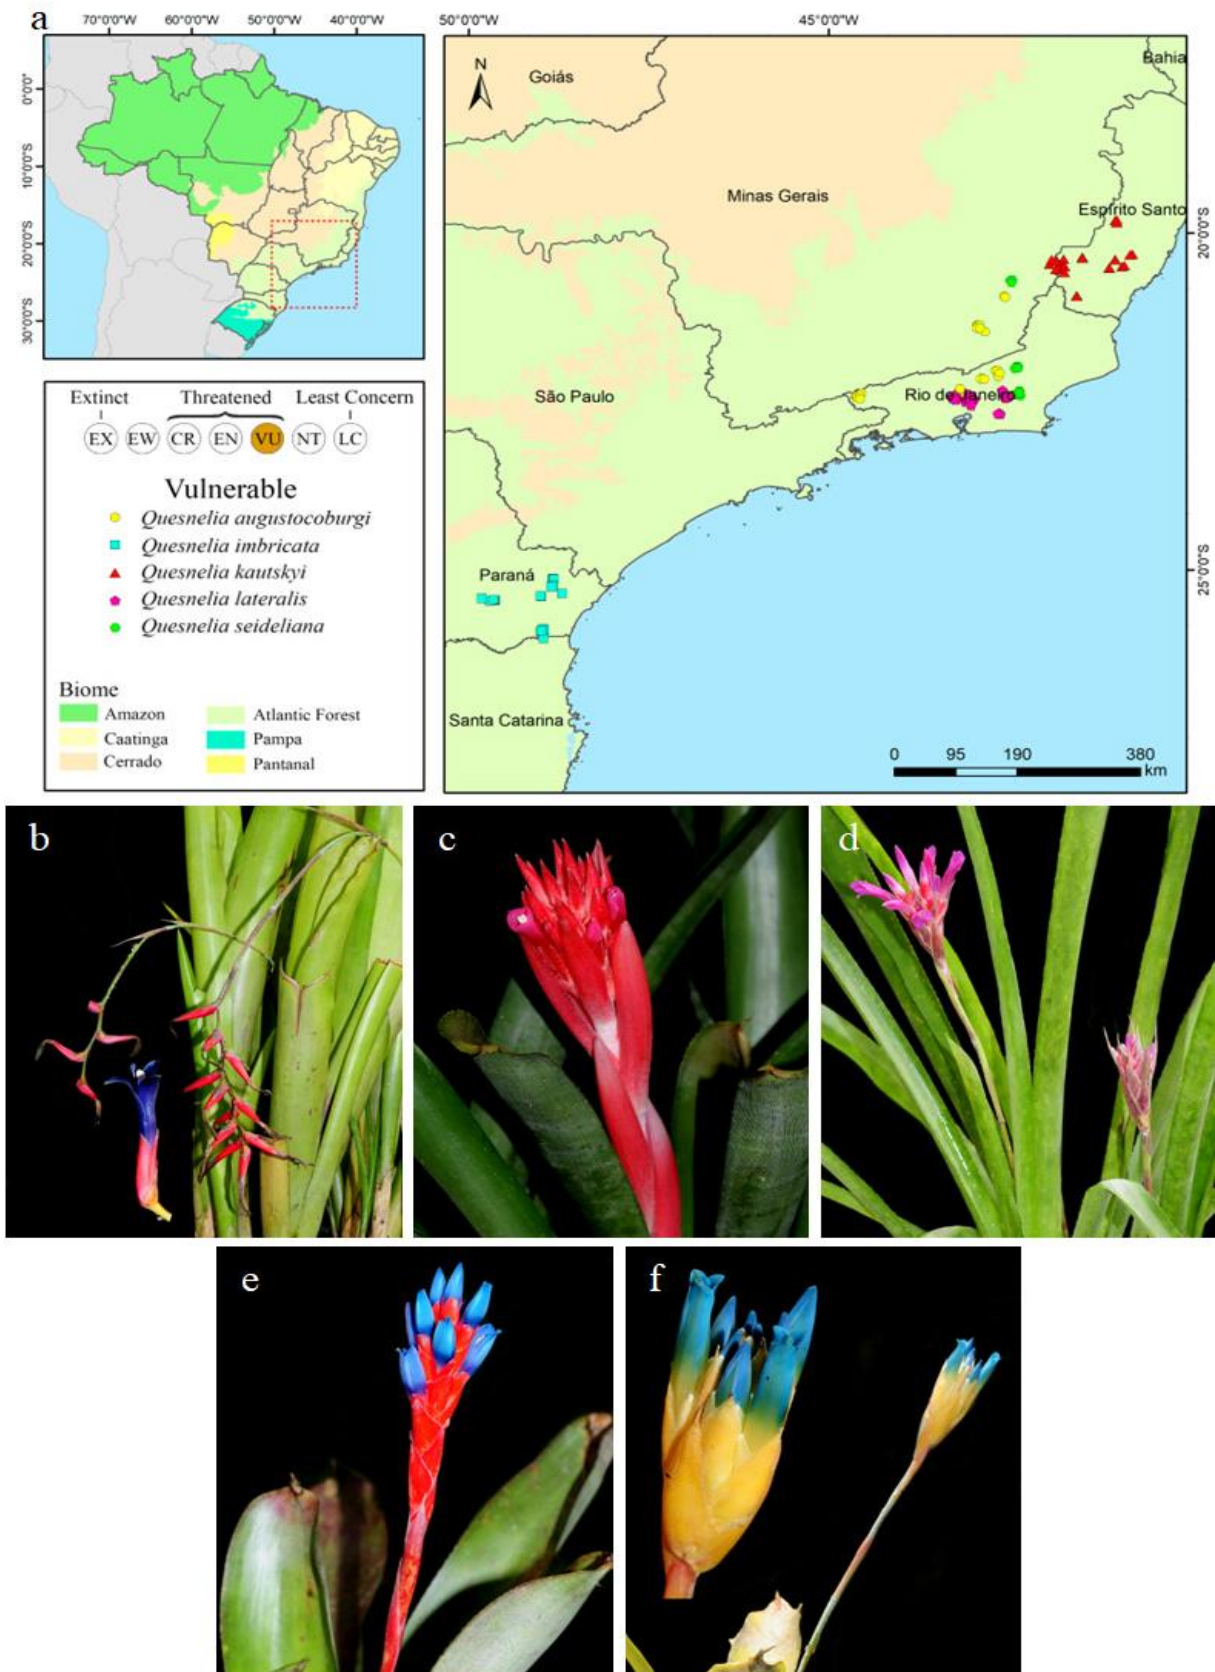 a
70°0'0"W 60°0'0"W 50°0'0"W 40°0'0"W
0°0'0"
10°0'0"S
20°0'0"S
30°0'0"S
50°0'0"W 45°0'0"W
20°0'0"S
25°0'0"S
N
Goiás
Bahia
Minas Gerais
Espírito Santo
São Paulo
Rio de Janeiro
Paraná
Santa Catarina
0 95 190 380
km
Extinct Threatened Least Concern
EX EW CR EN VU NT LC
Vulnerable
Quesnelia augustocoburgi
Quesnelia imbricata
Quesnelia kautskyi
Quesnelia lateralis
Quesnelia seideliana
Biome
Amazon Atlantic Forest
Caatinga Pampa
Cerrado Pantanal
b c d
e f